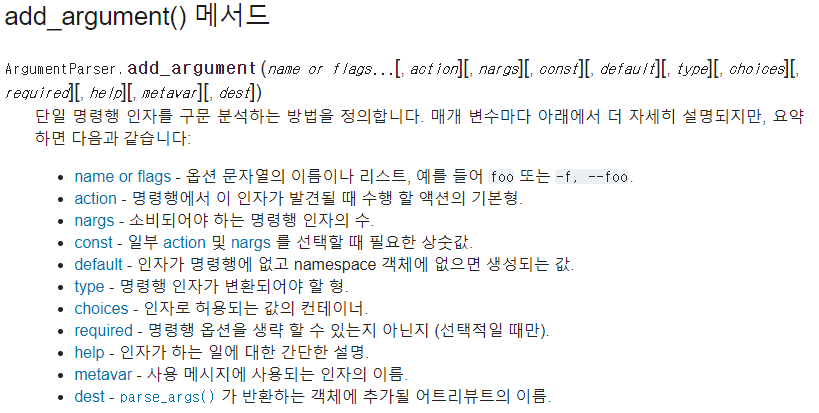 add_argument() 메서드
ArgumentParser.add_argument(name or flags...[, action][, nargs][, const][, default][, type][, choices][,
required][, help][, metavar][, dest])
단일 명령행 인자를 구문 분석하는 방법을 정의합니다. 매개 변수마다 아래에서 더 자세히 설명되지만, 요약
하면 다음과 같습니다:
• name or flags - 옵션 문자열의 이름이나 리스트, 예를 들어 foo 또는 -f, --foo.
• action - 명령행에서 이 인자가 발견될 때 수행 할 액션의 기본형.
• nargs - 소비되어야 하는 명령행 인자의 수.
• const - 일부 action 및 nargs 를 선택할 때 필요한 상숫값.
• default - 인자가 명령행에 없고 namespace 객체에 없으면 생성되는 값.
• type - 명령행 인자가 변환되어야 할 형.
• choices - 인자로 허용되는 값의 컨테이너.
• required - 명령행 옵션을 생략 할 수 있는지 아닌지 (선택적일 때만).
• help - 인자가 하는 일에 대한 간단한 설명.
• metavar - 사용 메시지에 사용되는 인자의 이름.
• dest - parse_args() 가 반환하는 객체에 추가될 어트리뷰트의 이름.